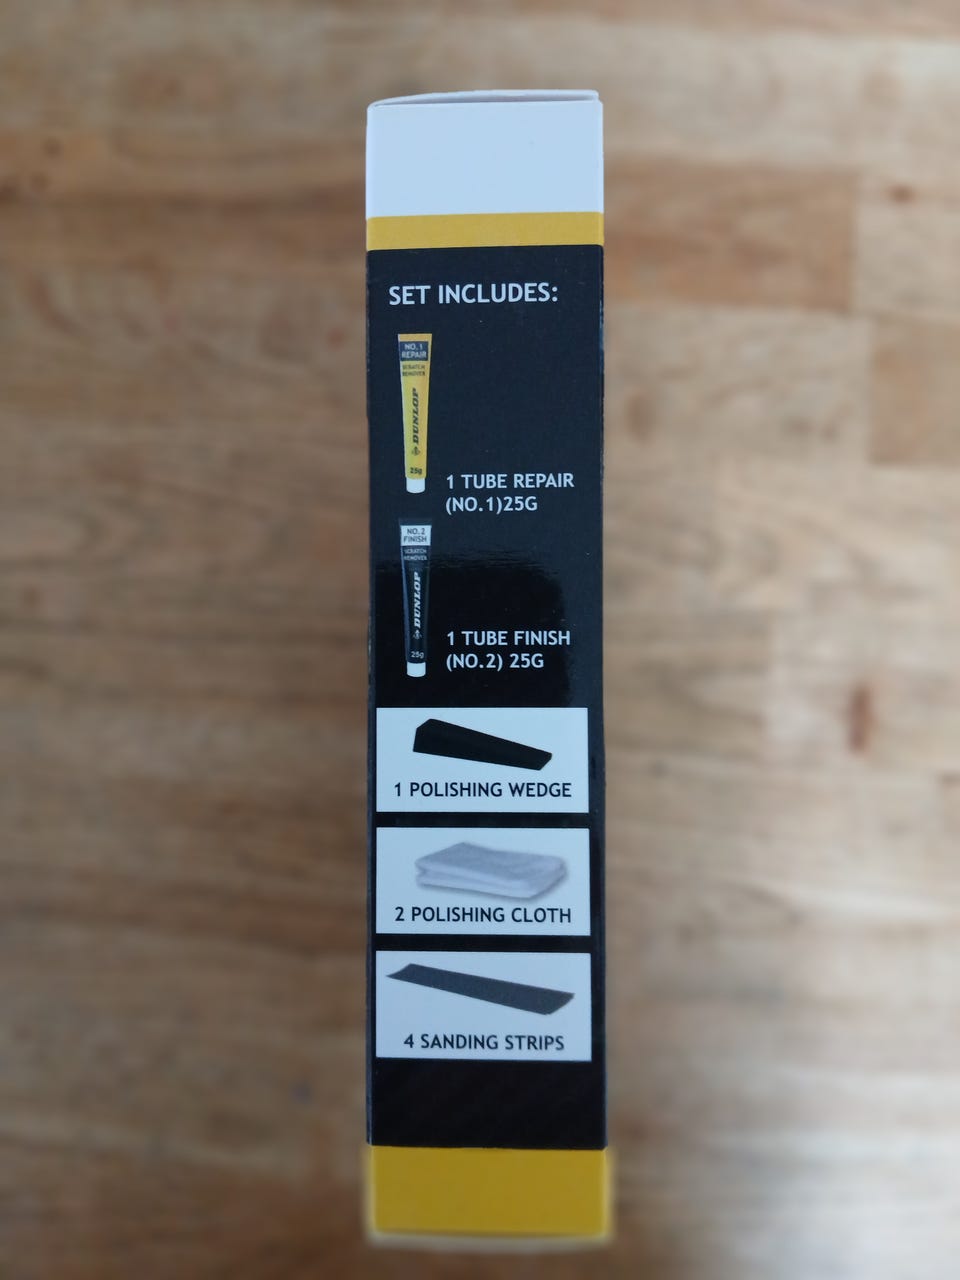 SET INCLUDES:
NO.1
REPAIR
SCRATCH
REMOVER
DUNLOP
25g
1 TUBE REPAIR
(NO.1)25G
NO.2
FINISH
SCRATCH
REMOVER
DUNLOP
25g
1 TUBE FINISH
(NO.2) 25G
1 POLISHING WEDGE
2 POLISHING CLOTH
4 SANDING STRIPS